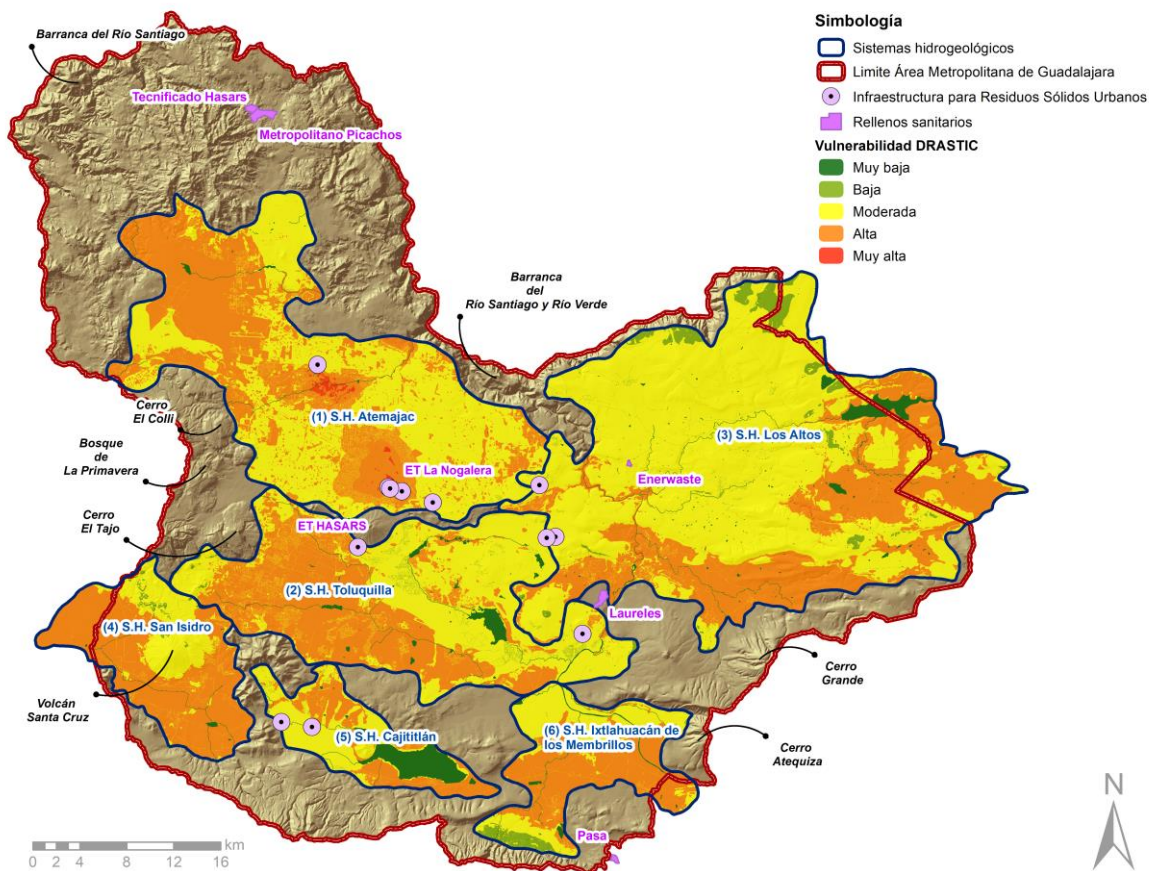 Simbología
Sistemas hidrogeológicos
Limite Área Metropolitana de Guadalajara
Infraestructura para Residuos Sólidos Urbanos
Rellenos sanitarios
Vulnerabilidad DRASTIC
Muy baja
Baja
Moderada
Alta
Muy alta
Barranca del Río Santiago
Tecnificado Hasars
Metropolitano Picachos
Barranca
del
Río Santiago y Río Verde
Cerro
El Colli
(1) S.H. Atemajac
Bosque
de
La Primavera
(3) S.H. Los Altos
ET La Nogalera
Enerwaste
Cerro
El Tajo
ET HASARS
(2) S.H. Toluquilla
Laureles
(4) S.H. San Isidro
Cerro
Grande
Volcán
Santa Cruz
(5) S.H. Cajititlán
(6) S.H. Ixtlahuacán de
los Membrillos
Cerro
Atequiza
Pasa
N
km
0 2 4 8 12 16